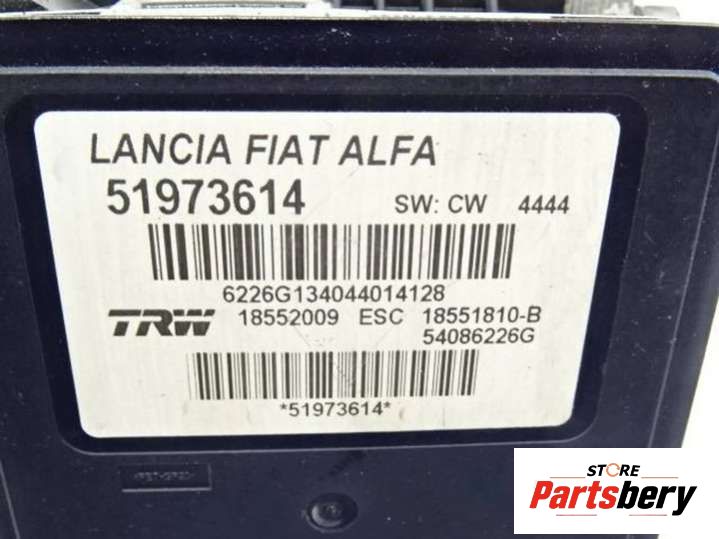 LANCIA FIAT ALFA
51973614 SW: CW 4444
6226G134044014128
TRW 18552009 ESC 18551810-B
54086226G
*51973614*
STORE
Partsbery